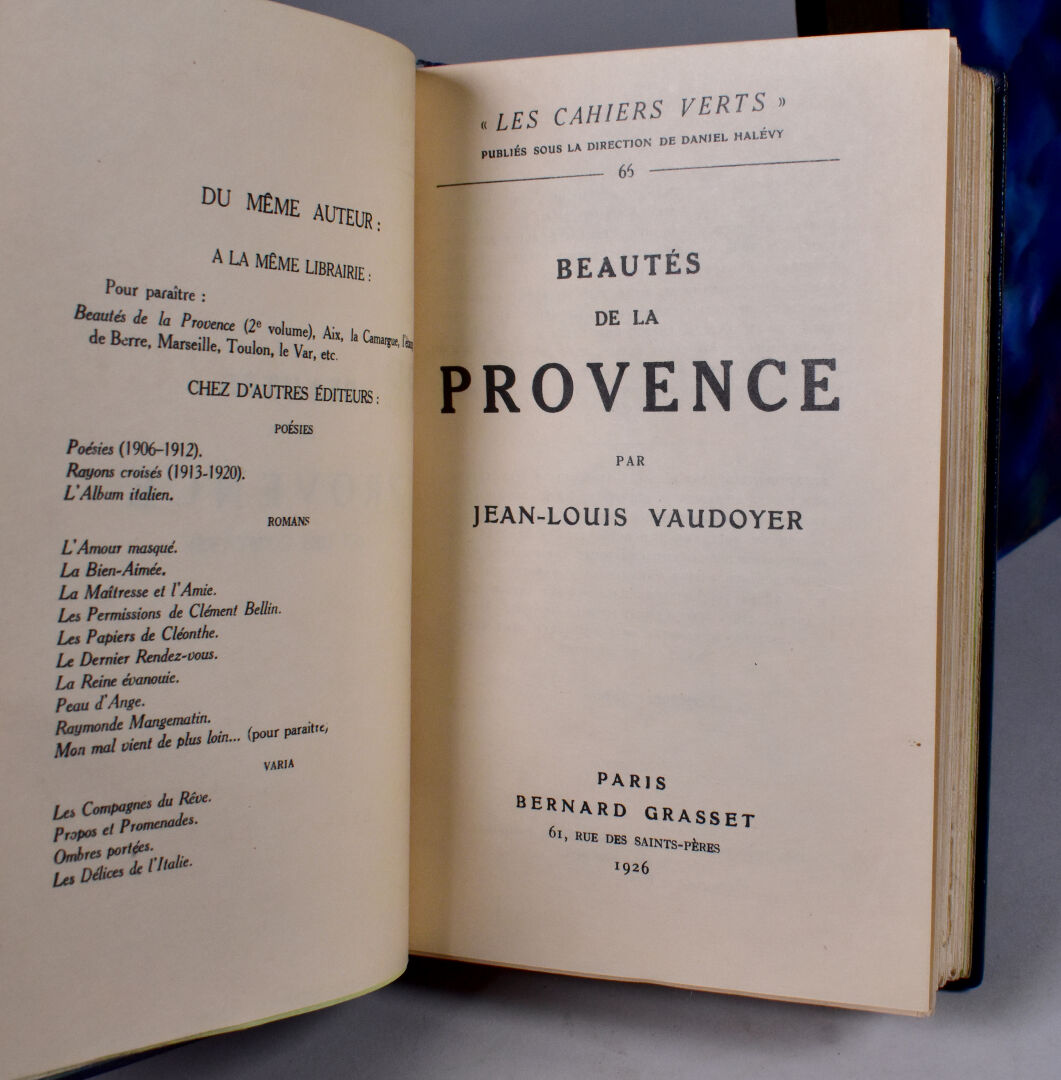 DU MÊME AUTEUR :
A LA MÊME LIBRAIRIE :
Pour paraître :
Beautés de la Provence (2e volume), Aix, la Camargue,
de Berre, Marseille, Toulon, le Var, etc.
CHEZ D'AUTRES ÉDITEURS :
POÉSIES
Poésies (1906-1912).
Rayons croisés (1913-1920).
L'Album italien.
ROMANS
L'Amour masqué.
La Bien-Aimée.
La Maîtresse et l'Amie.
Les Permissions de Clément Bellin.
Les Papiers de Cléonthe.
Le Dernier Rendez-vous.
La Reine évanouie.
Peau d'Ange.
Raymonde Mangematin.
Mon mal vient de plus loin... (pour paraître)
VARIA
Les Compagnes du Rêve.
Propos et Promenades.
Ombres portées.
Les Délices de l'Italie.
« LES CAHIERS VERTS »
PUBLIÉS SOUS LA DIRECTION DE DANIEL HALÉVY
66
BEAUTÉS
DE LA
PROVENCE
PAR
JEAN-LOUIS VAUDOYER
PARIS
BERNARD GRASSET
61, RUE DES SAINTS-PÈRES
1926